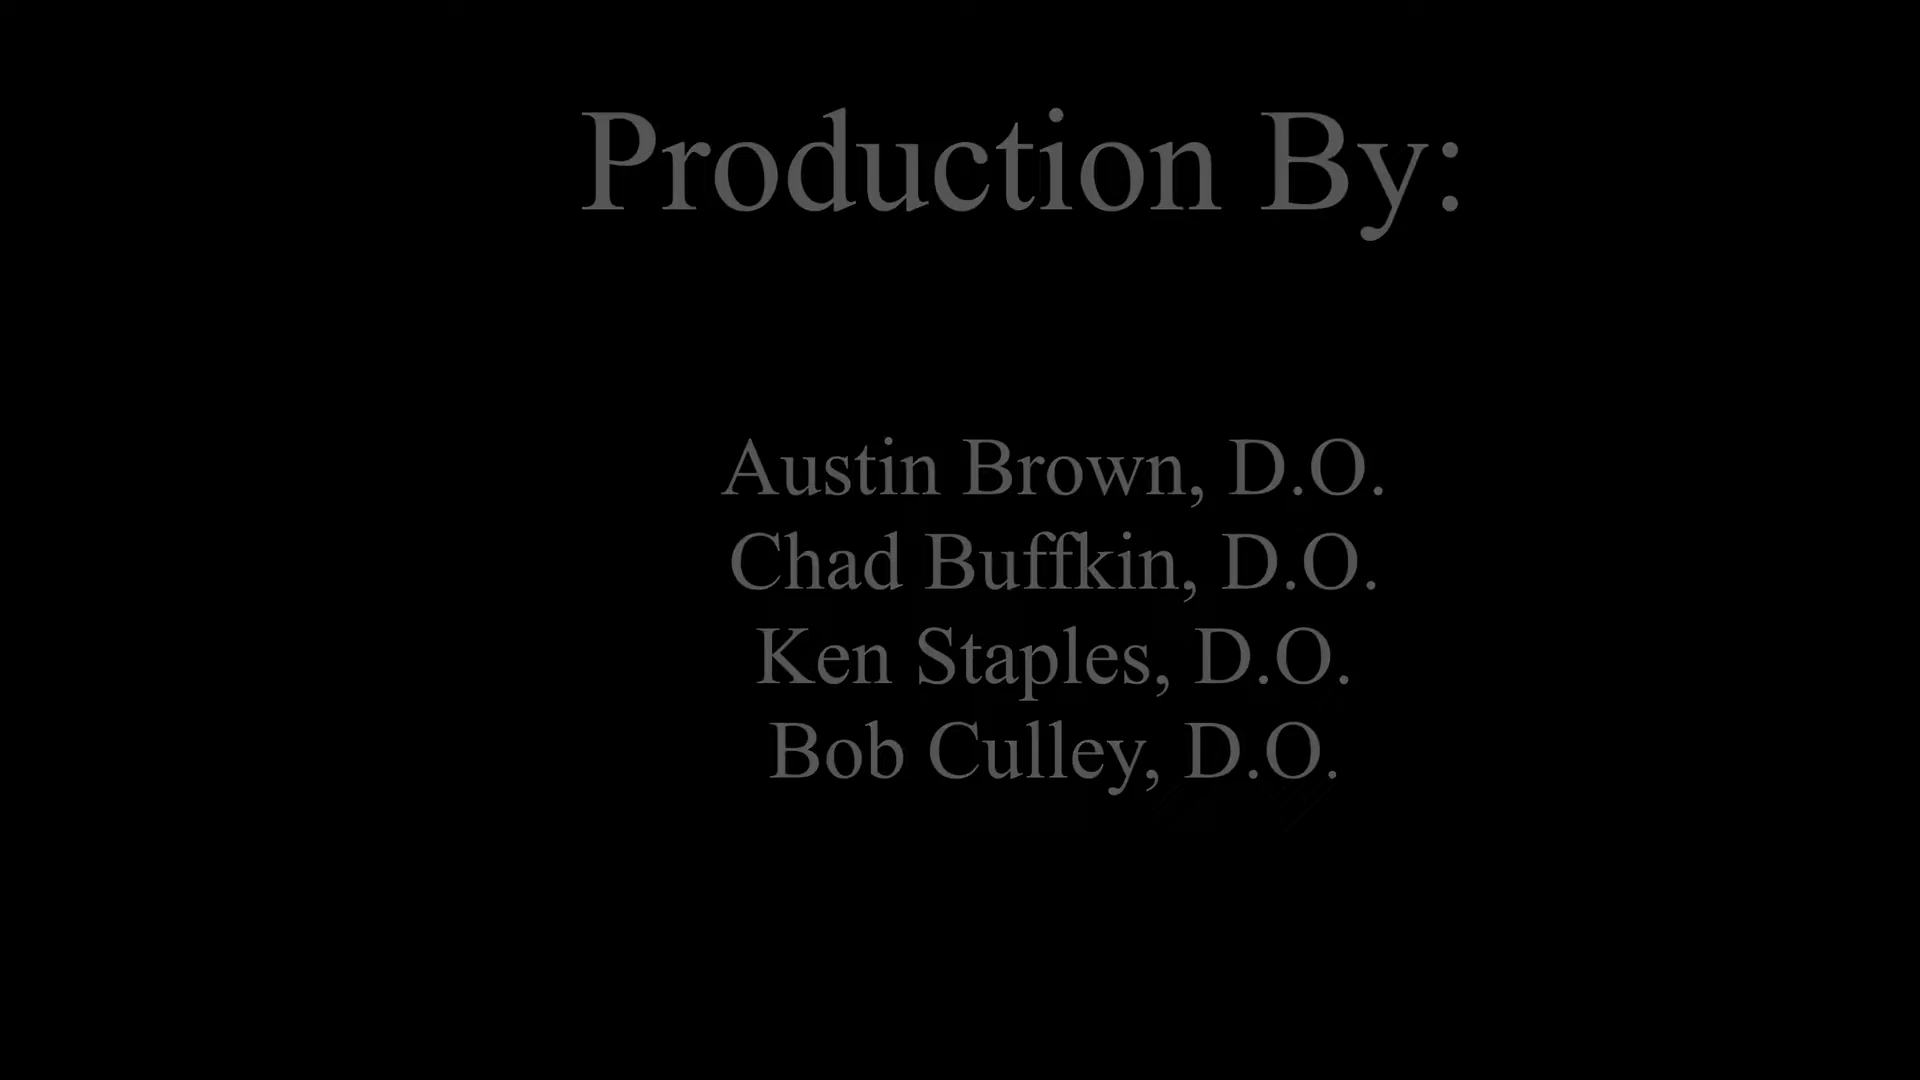 Production By:
Austin Brown, D.O.
Chad Buffkin, D.O.
Ken Staples, D.O.
Bob Culley, D.O.